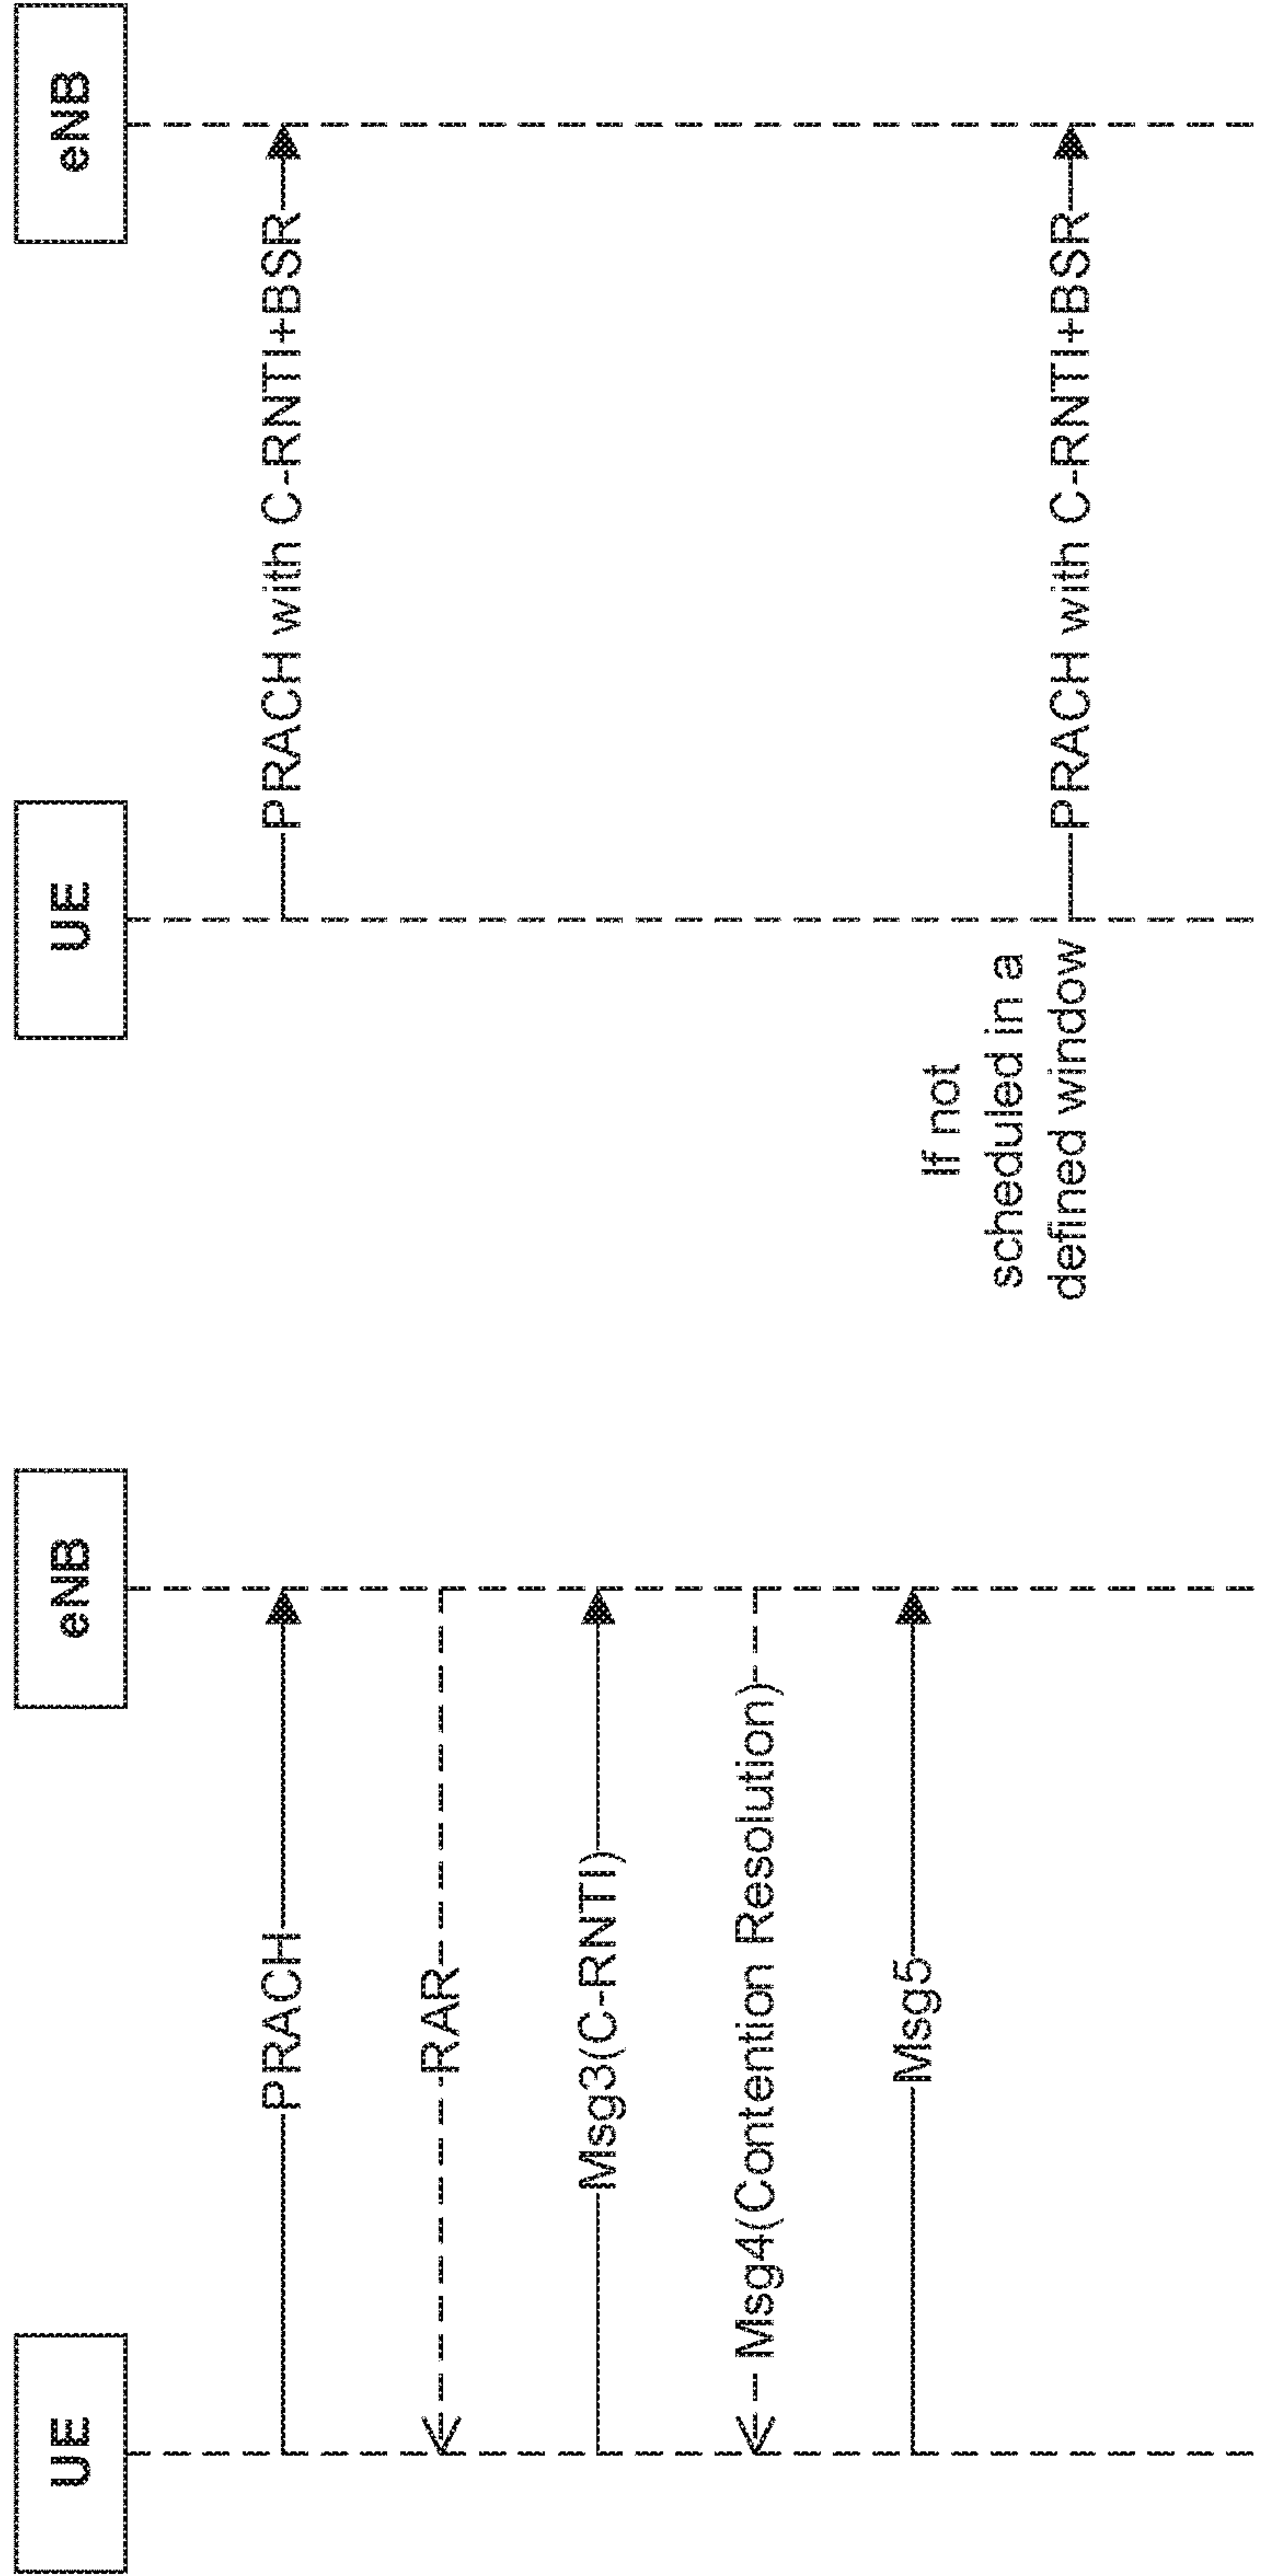 UE
eNB
PRACH
RAR
Msg3(C-RNTI)
Msg4(Contention Resolution)
Msg5
UE
eNB
PRACH with C-RNTI+BSR
If not
scheduled in a
defined window
PRACH with C-RNTI+BSR